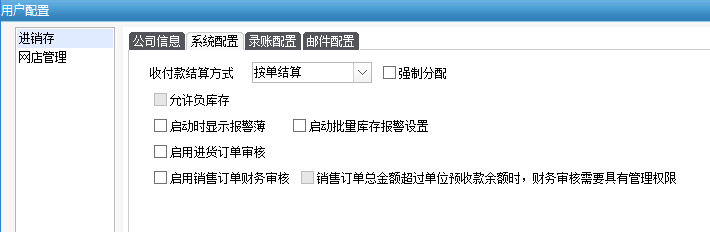 用户配置
进销存
网店管理
公司信息 系统配置 录账配置 邮件配置
收付款结算方式 按单结算 强制分配
允许负库存
启动时显示报警薄 启动批量库存报警设置
启用进货订单审核
启用销售订单财务审核 销售订单总金额超过单位预收款余额时，财务审核需要具有管理权限